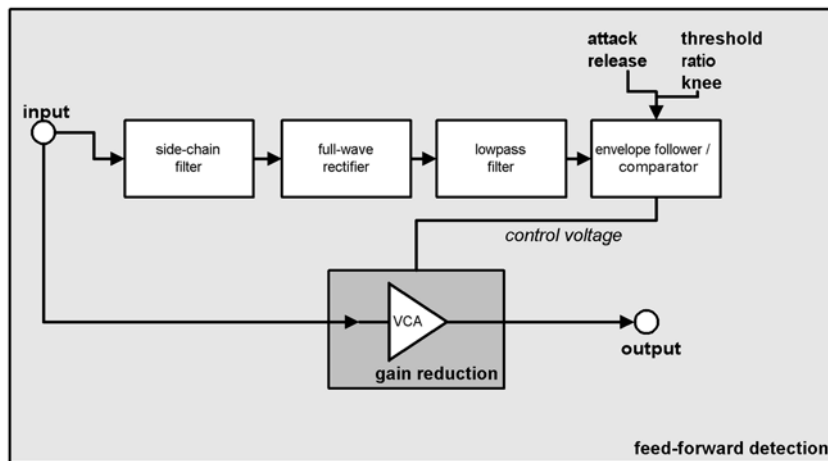 attack
release
threshold
ratio
knee
input
side-chain
filter
full-wave
rectifier
lowpass
filter
envelope follower /
comparator
control voltage
VCA
gain reduction
output
feed-forward detection